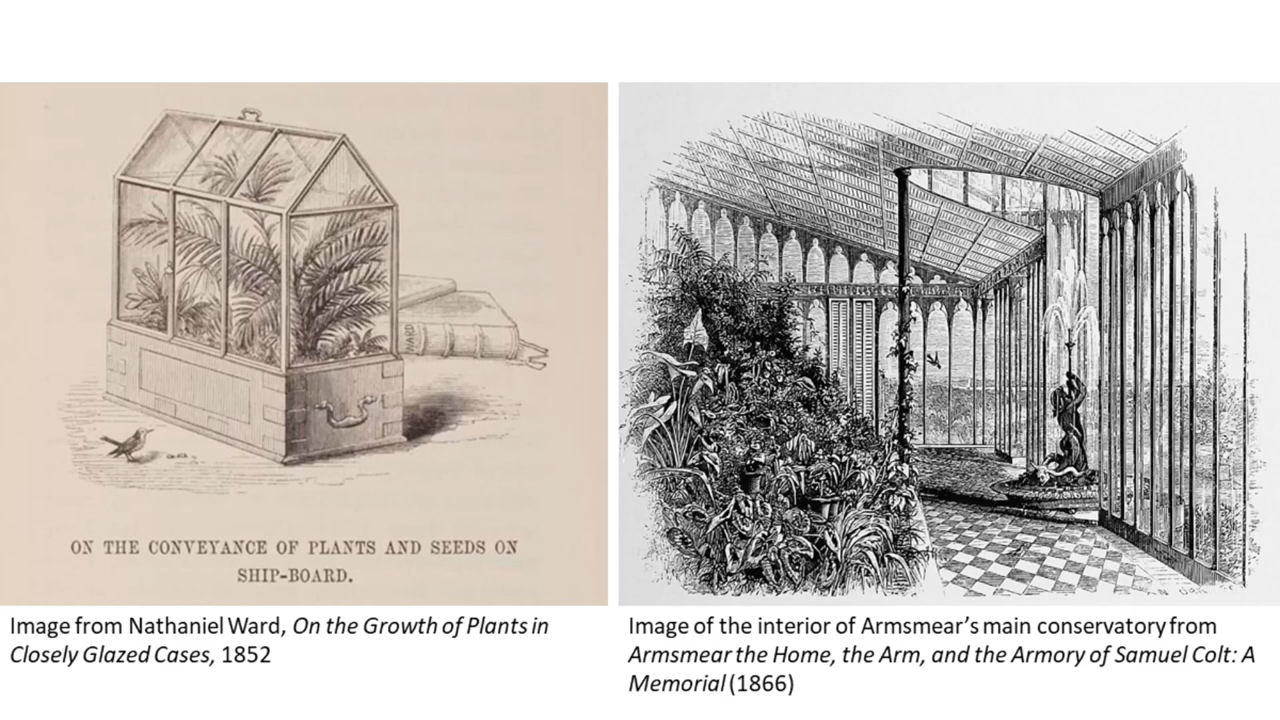 WARD
ON THE CONVEYANCE OF PLANTS AND SEEDS ON
SHIP-BOARD.
Image from Nathaniel Ward, On the Growth of Plants in
Closely Glazed Cases, 1852
Image of the interior of Armsmear’s main conservatory from
Armsmear the Home, the Arm, and the Armory of Samuel Colt: A
Memorial (1866)